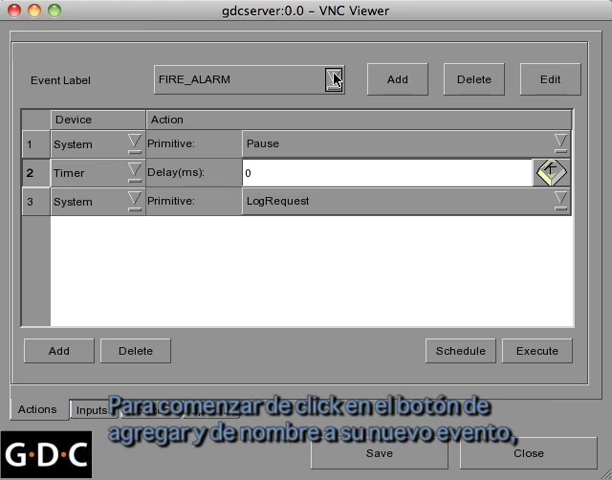 gdcserver:0.0 – VNC Viewer
Event Label FIRE_ALARM Add Delete Edit
Device Action
1 System Primitive: Pause
2 Timer Delay(ms): 0
3 System Primitive: LogRequest
Add Delete Schedule Execute
Actions Inputs
Para comenzar de click en el botón de
agregar y de nombre a su nuevo evento,
G·D·C
Save Close